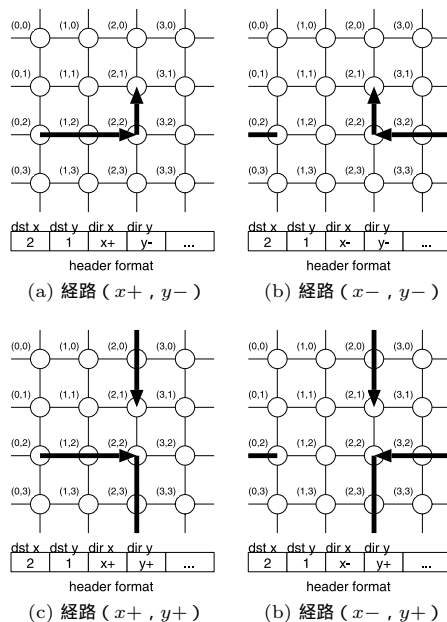 (0,0) (1,0) (2,0) (3,0)
(0,1) (1,1) (2,1) (3,1)
(0,2) (1,2) (2,2) (3,2)
(0,3) (1,3) (2,3) (3,3)
dst x dst y dir x dir y
2 1 x+ y- ...
header format
(a) 経路(x+,y−)
(0,0) (1,0) (2,0) (3,0)
(0,1) (1,1) (2,1) (3,1)
(0,2) (1,2) (2,2) (3,2)
(0,3) (1,3) (2,3) (3,3)
dst x dst y dir x dir y
2 1 x- y- ...
header format
(b) 経路(x−,y−)
(0,0) (1,0) (2,0) (3,0)
(0,1) (1,1) (2,1) (3,1)
(0,2) (1,2) (2,2) (3,2)
(0,3) (1,3) (2,3) (3,3)
dst x dst y dir x dir y
2 1 x+ y+ ...
header format
(c) 経路(x+,y+)
(0,0) (1,0) (2,0) (3,0)
(0,1) (1,1) (2,1) (3,1)
(0,2) (1,2) (2,2) (3,2)
(0,3) (1,3) (2,3) (3,3)
dst x dst y dir x dir y
2 1 x- y+ ...
header format
(b) 経路(x−,y+)